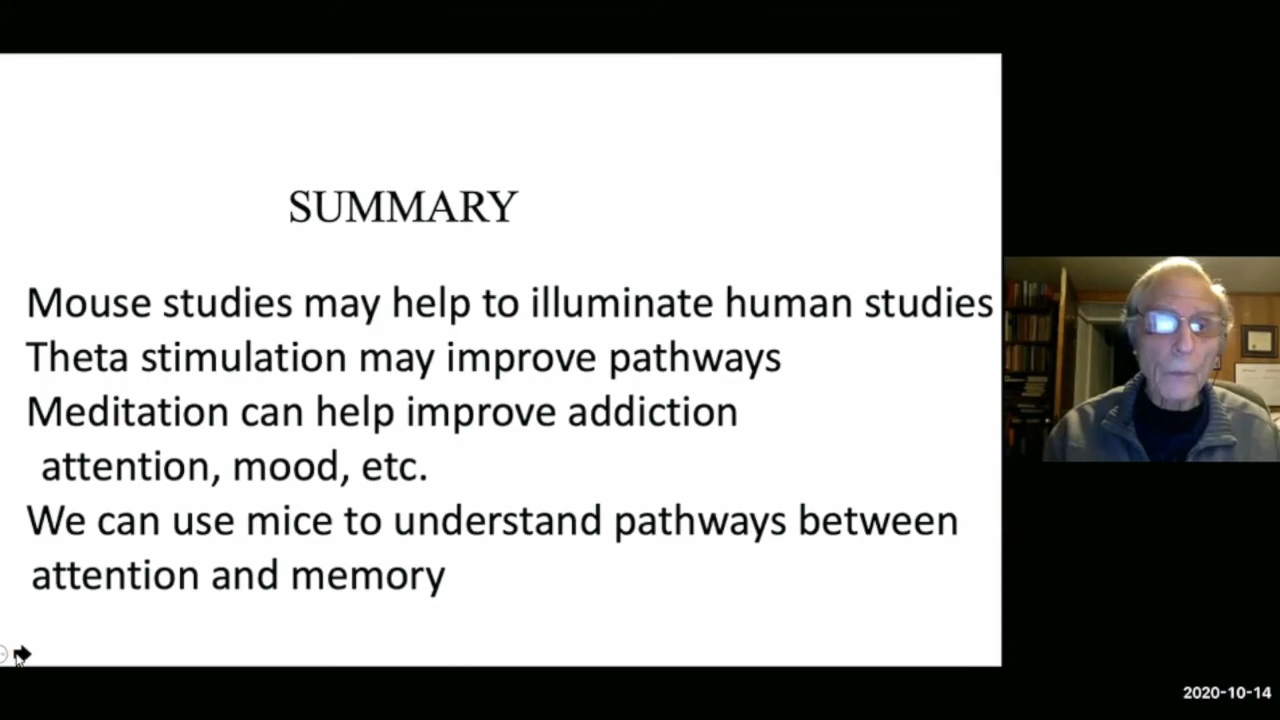 SUMMARY
Mouse studies may help to illuminate human studies
Theta stimulation may improve pathways
Meditation can help improve addiction
attention, mood, etc.
We can use mice to understand pathways between
attention and memory
2020-10-14